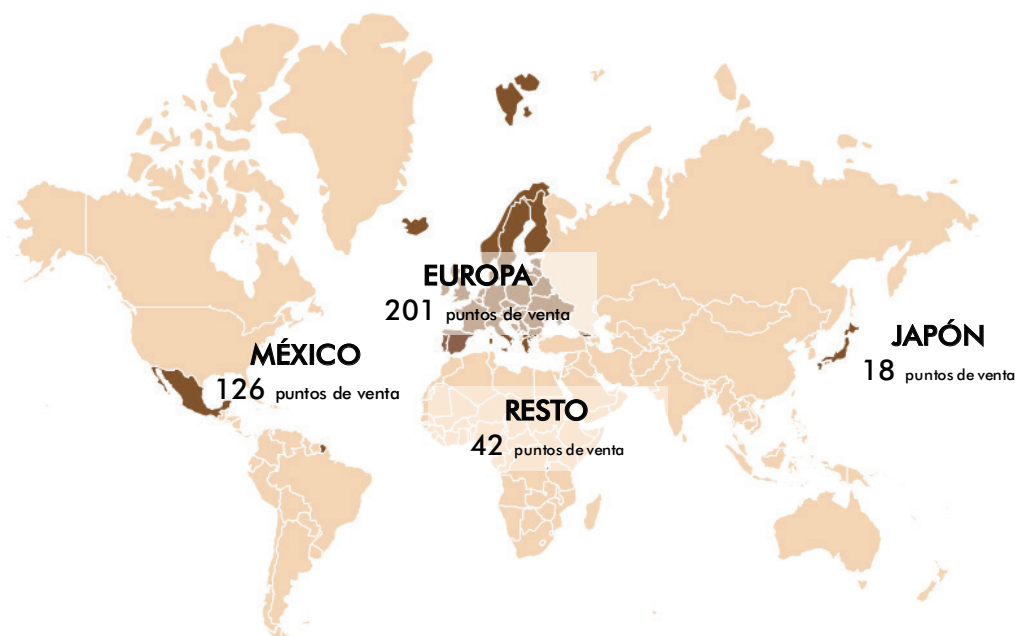 EUROPA
201 puntos de venta
JAPÓN
18 puntos de venta
MÉXICO
126 puntos de venta
RESTO
42 puntos de venta